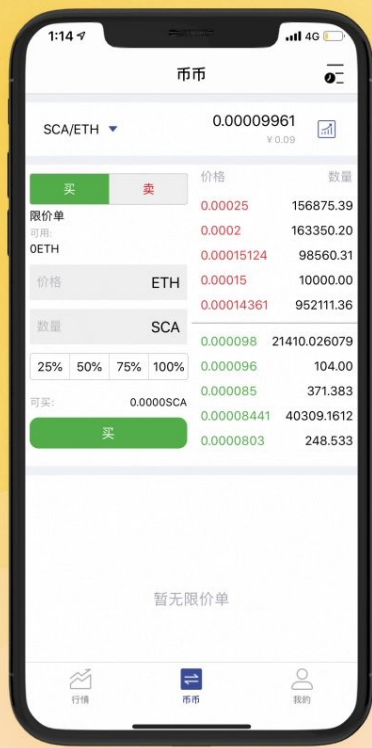 1:14
4G
币币
SCA/ETH
0.00009961
¥ 0.09
买 卖
限价单
可用:
0ETH
价格 ETH
数量 SCA
25% 50% 75% 100%
可买: 0.0000SCA
买
价格 数量
0.00025 156875.39
0.0002 163350.20
0.00015124 98560.31
0.00015 10000.00
0.00014361 952111.36
0.000098 21410.026079
0.000096 104.00
0.000085 371.383
0.00008441 40309.1612
0.0000803 248.533
暂无限价单
行情
币币
我的